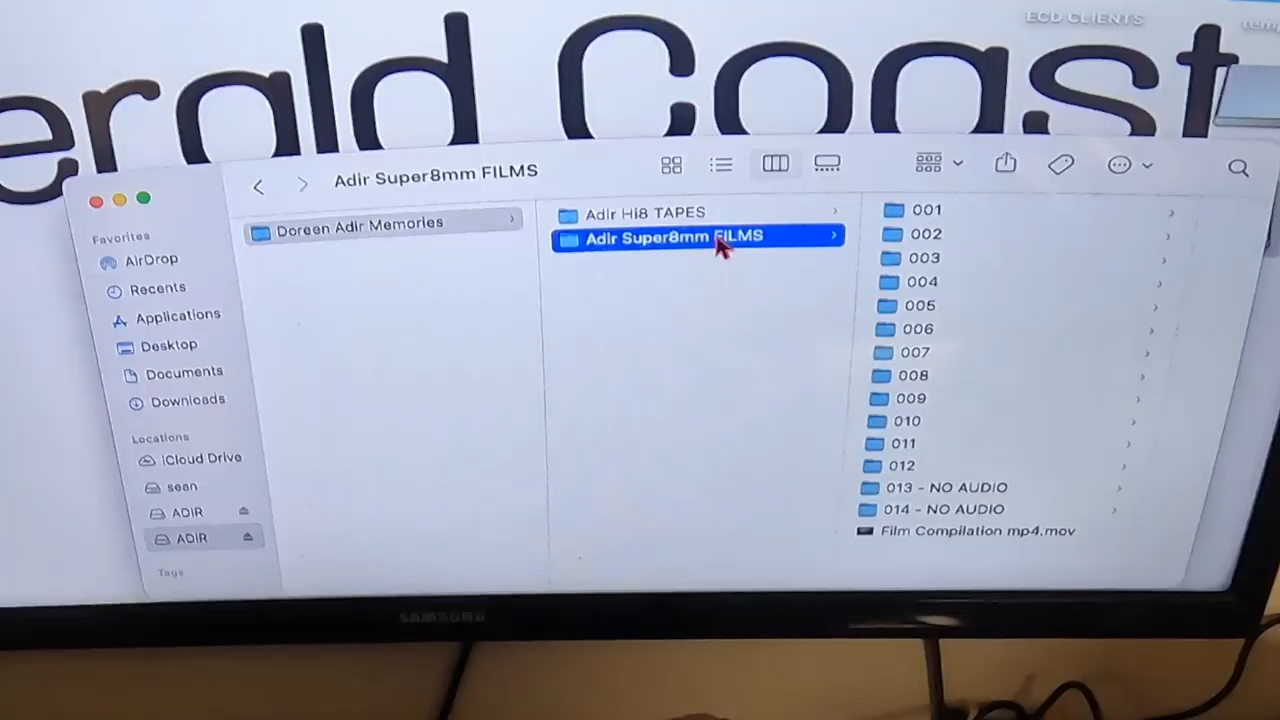 ECD CLIENTS
erald Coast
Adir Super8mm FILMS
Favorites
AirDrop
Recents
Applications
Desktop
Documents
Downloads
Locations
iCloud Drive
sean
ADIR
ADIR
Tags
Doreen Adir Memories
Adir Hi8 TAPES
Adir Super8mm FILMS
001
002
003
004
005
006
007
008
009
010
011
012
013 - NO AUDIO
014 - NO AUDIO
Film Compilation mp4.mov
SAMSUNG